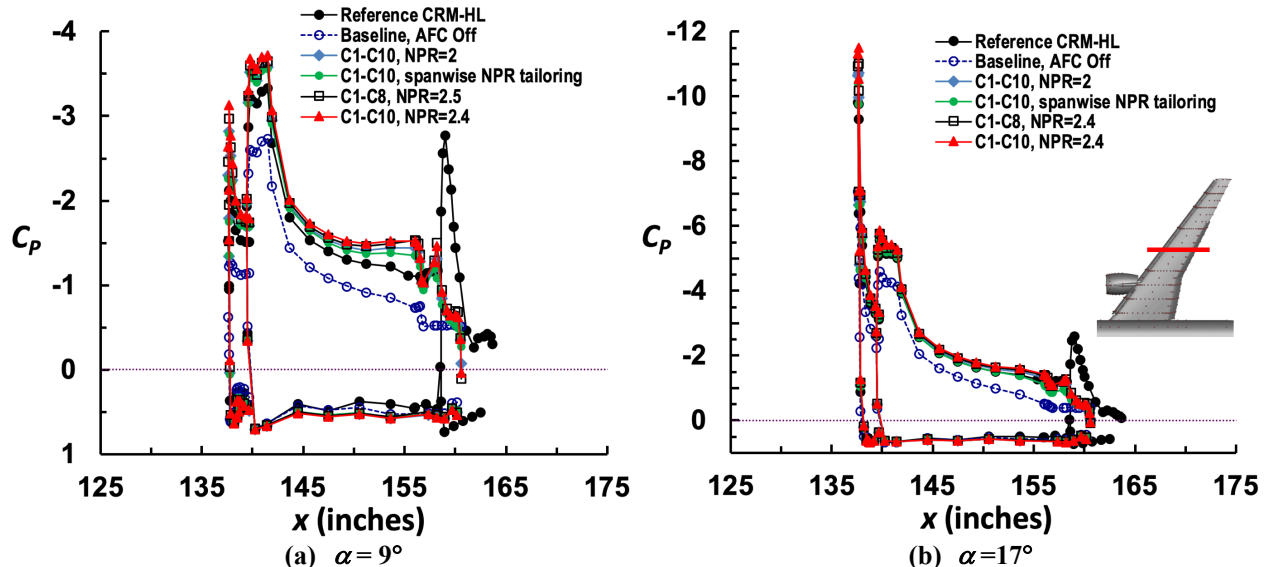 Reference CRM-HL
Baseline, AFC Off
C1-C10, NPR=2
C1-C10, spanwise NPR tailoring
C1-C8, NPR=2.5
C1-C10, NPR=2.4
-4
-3
-2
-1
0
1
C_P
125 135 145 155 165 175
x (inches)
(a) α = 9°
Reference CRM-HL
Baseline, AFC Off
C1-C10, NPR=2
C1-C10, spanwise NPR tailoring
C1-C8, NPR=2.4
C1-C10, NPR=2.4
-12
-10
-8
-6
-4
-2
0
C_P
125 135 145 155 165 175
x (inches)
(b) α =17°